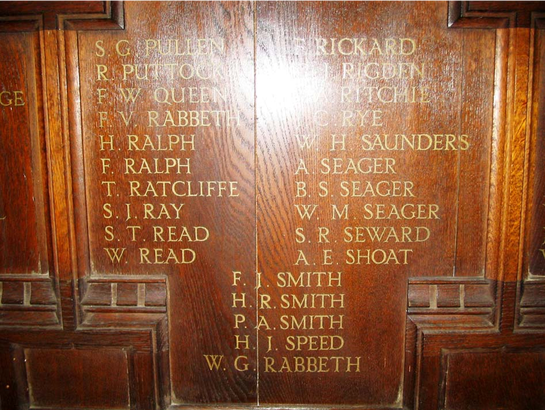 S. G. PULLEN
R. PUTTOCK
F. W. QUEEN
F. V. RABBETH
H. RALPH
F. RALPH
T. RATCLIFFE
S. J. RAY
S. T. READ
W. READ
RICKARD
RIGDEN
RITCHIE
RYE
W. H. SAUNDERS
A. SEAGER
B. S. SEAGER
W. M. SEAGER
S. R. SEWARD
A. E. SHOAT
F. J. SMITH
H. R. SMITH
P. A. SMITH
H. J. SPEED
W. G. RABBETH